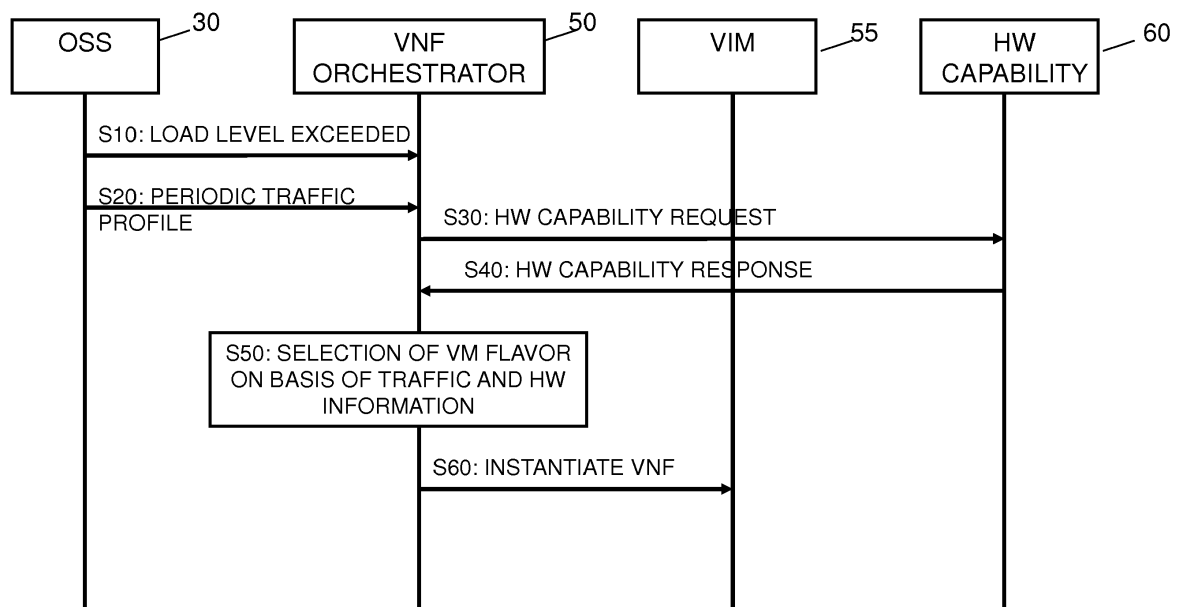 OSS
30
VNF
ORCHESTRATOR
50
VIM
55
HW
CAPABILITY
60
S10: LOAD LEVEL EXCEEDED
S20: PERIODIC TRAFFIC
PROFILE
S30: HW CAPABILITY REQUEST
S40: HW CAPABILITY RESPONSE
S50: SELECTION OF VM FLAVOR
ON BASIS OF TRAFFIC AND HW
INFORMATION
S60: INSTANTIATE VNF